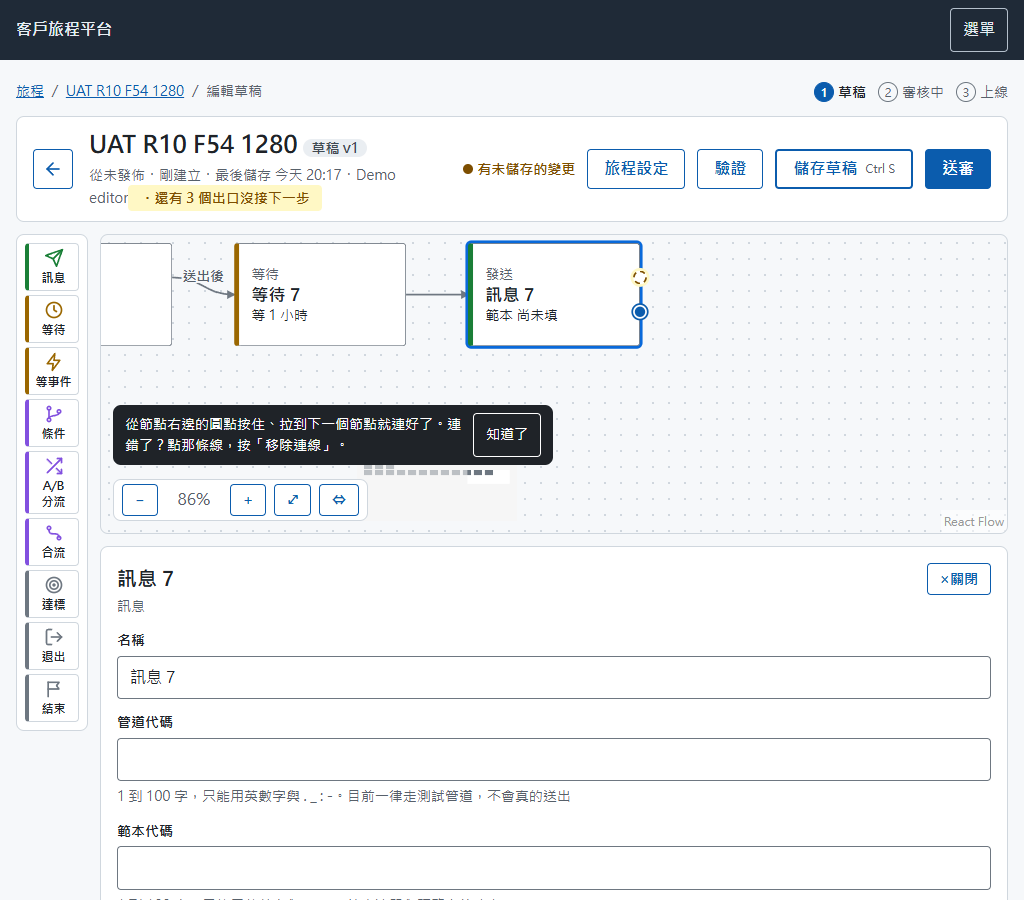 客戶旅程平台
選單
旅程 / UAT R10 F54 1280 / 編輯草稿
1 草稿 2 審核中 3 上線
UAT R10 F54 1280 草稿 v1
從未發佈 · 剛建立 · 最後儲存 今天 20:17 · Demo
editor · 還有 3 個出口沒接下一步
有未儲存的變更
旅程設定
驗證
儲存草稿 Ctrl S
送審
訊息
等待
等事件
條件
A/B
分流
合流
達標
退出
結束
送出後
等待
等待 7
等 1 小時
發送
訊息 7
範本 尚未填
從節點右邊的圓點按住、拉到下一個節點就連好了。連
錯了？點那條線，按「移除連線」。
知道了
− 86% +
React Flow
訊息 7
×關閉
訊息
名稱
訊息 7
管道代碼
1 到 100 字，只能用英數字與 . _ : - 。目前一律走測試管道，不會真的送出
範本代碼